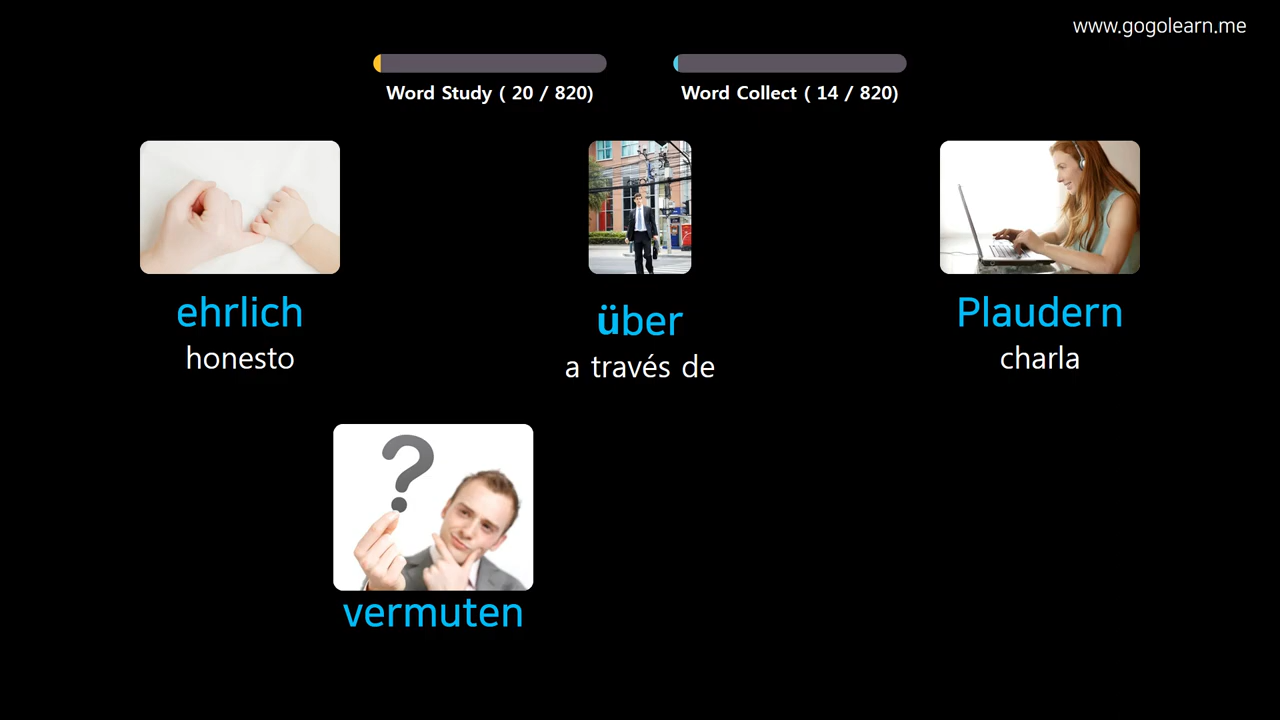 www.gogolearn.me
Word Study ( 20 / 820)
Word Collect ( 14 / 820)
ehrlich
honesto
über
a través de
Plaudern
charla
vermuten